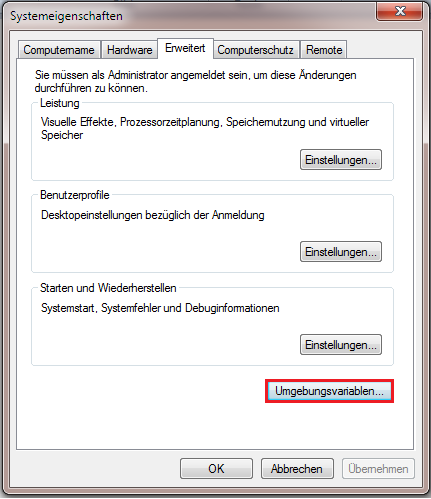 Systemeigenschaften
Computername Hardware Erweitert Computerschutz Remote
Sie müssen als Administrator angemeldet sein, um diese Änderungen
durchführen zu können.
Leistung
Visuelle Effekte, Prozessorzeitplanung, Speichernutzung und virtueller
Speicher
Einstellungen...
Benutzerprofile
Desktopeinstellungen bezüglich der Anmeldung
Einstellungen...
Starten und Wiederherstellen
Systemstart, Systemfehler und Debuginformationen
Einstellungen...
Umgebungsvariablen...
OK Abbrechen Übernehmen